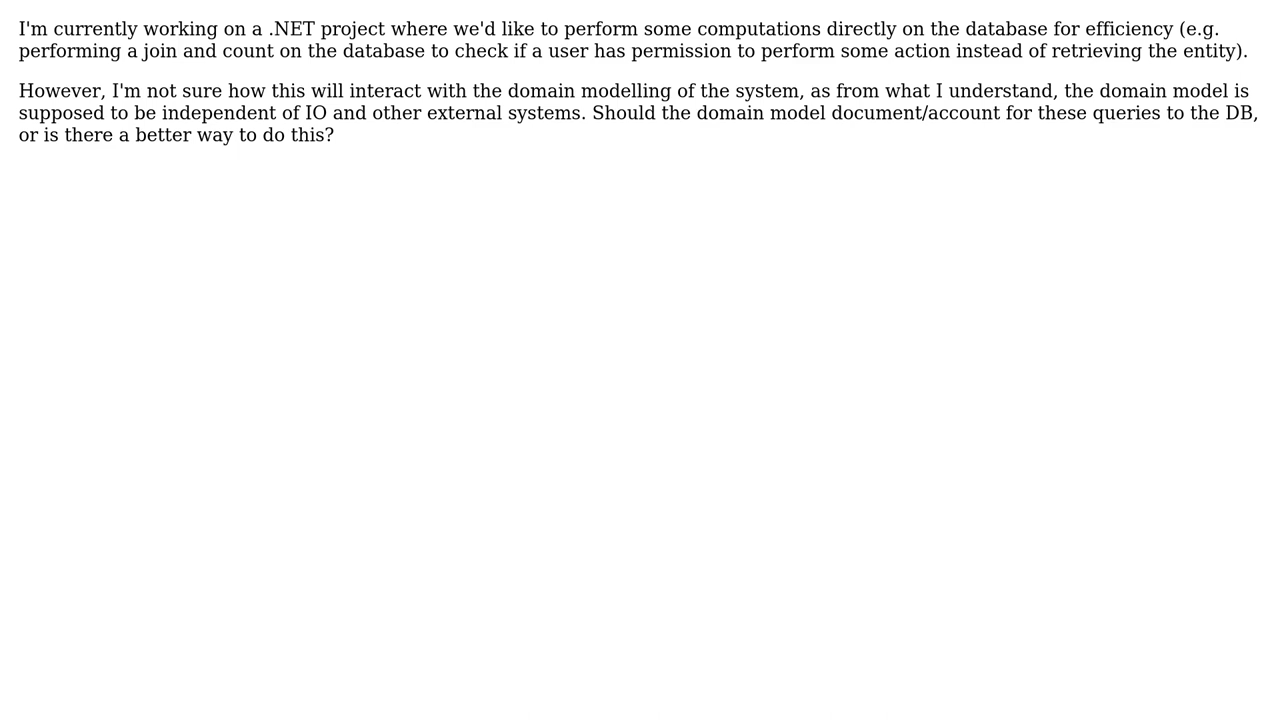 I'm currently working on a .NET project where we'd like to perform some computations directly on the database for efficiency (e.g.
performing a join and count on the database to check if a user has permission to perform some action instead of retrieving the entity).
However, I'm not sure how this will interact with the domain modelling of the system, as from what I understand, the domain model is
supposed to be independent of IO and other external systems. Should the domain model document/account for these queries to the DB,
or is there a better way to do this?